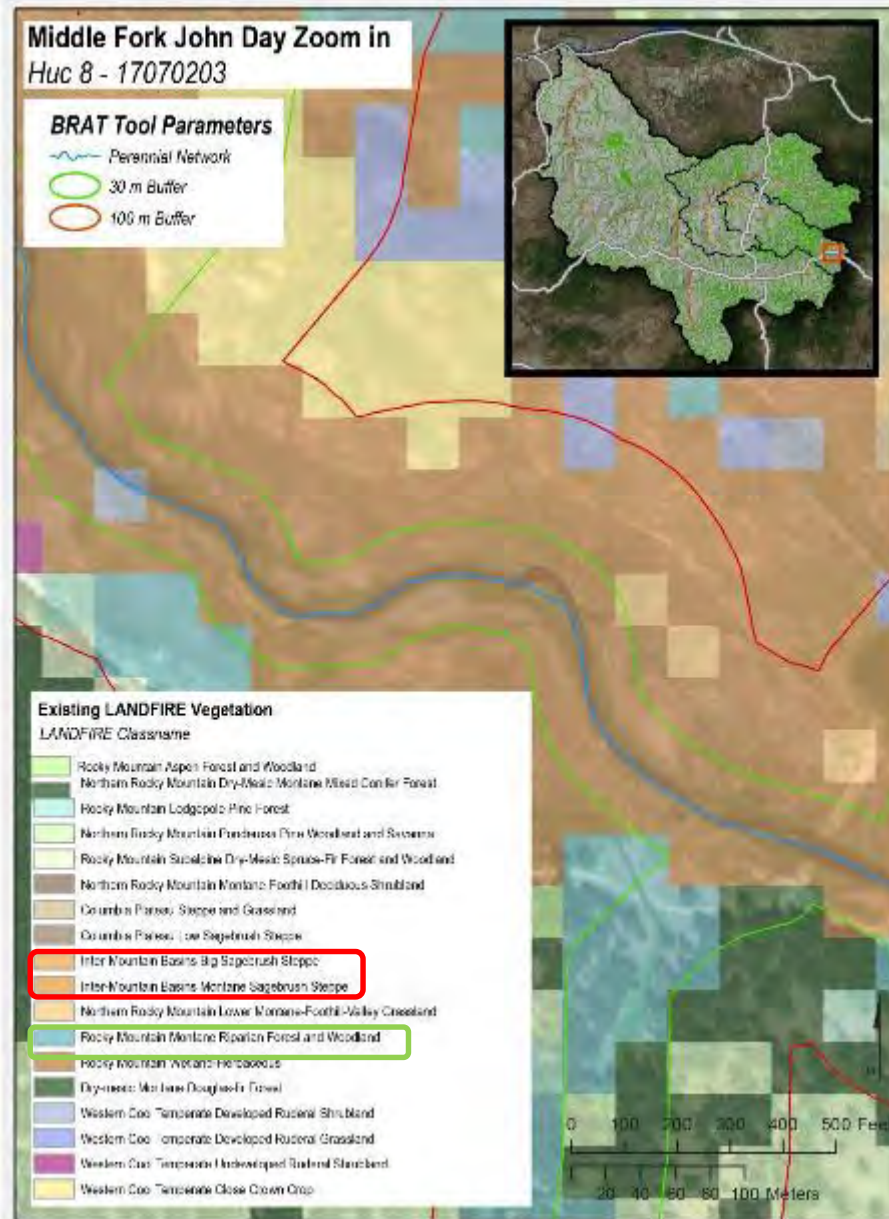 Middle Fork John Day Zoom in
Huc 8 - 17070203
BRAT Tool Parameters
Perennial Network
30 m Buffer
100 m Buffer
Existing LANDFIRE Vegetation
LANDFIRE Classname
Rocky Mountain Aspen Forest and Woodland
Northern Rocky Mountain Dry-Mesic Montane Mixed Conifer Forest
Rocky Mountain Lodgepole Pine Forest
Northern Rocky Mountain Ponderosa Pine Woodland and Savanna
Rocky Mountain Subalpine Dry-Mesic Spruce-Fir Forest and Woodland
Northern Rocky Mountain Montane Foothill Deciduous Shrubland
Columbia Plateau Steppe and Grassland
Columbia Plateau Low Sagebrush Steppe
Inter-Mountain Basins Big Sagebrush Steppe
Inter-Mountain Basins Montane Sagebrush Steppe
Northern Rocky Mountain Lower Montane-Foothill-Valley Grassland
Rocky Mountain Montane Riparian Forest and Woodland
Rocky Mountain Wetland-Herbaceous
Dry-mesic Montane Douglas-fir Forest
Western Cool Temperate Developed Ruderal Shrubland
Western Cool Temperate Developed Ruderal Grassland
Western Cool Temperate Undeveloped Ruderal Shrubland
Western Cool Temperate Close Grown Crop
0 100 200 300 400 500 Fee
20 40 60 80 100 Meters